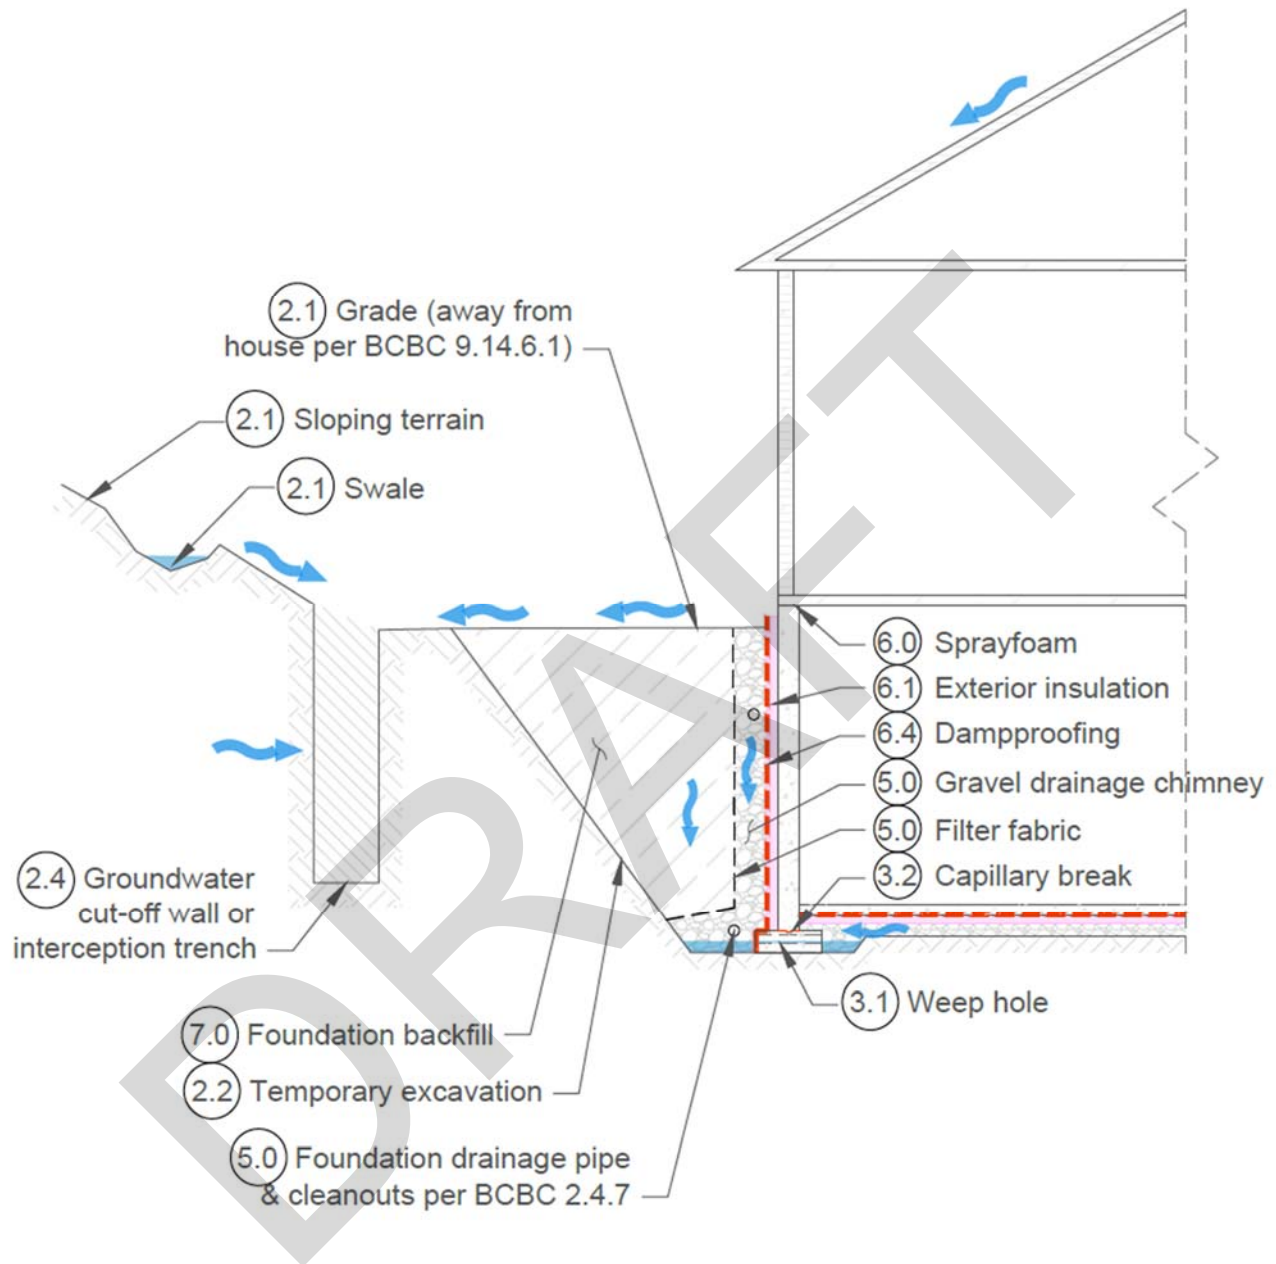 2.1 Grade (away from
house per BCBC 9.14.6.1)
2.1 Sloping terrain
2.1 Swale
6.0 Sprayfoam
6.1 Exterior insulation
6.4 Dampproofing
5.0 Gravel drainage chimney
5.0 Filter fabric
3.2 Capillary break
2.4 Groundwater
cut-off wall or
interception trench
3.1 Weep hole
7.0 Foundation backfill
2.2 Temporary excavation
5.0 Foundation drainage pipe
& cleanouts per BCBC 2.4.7
DRAFT